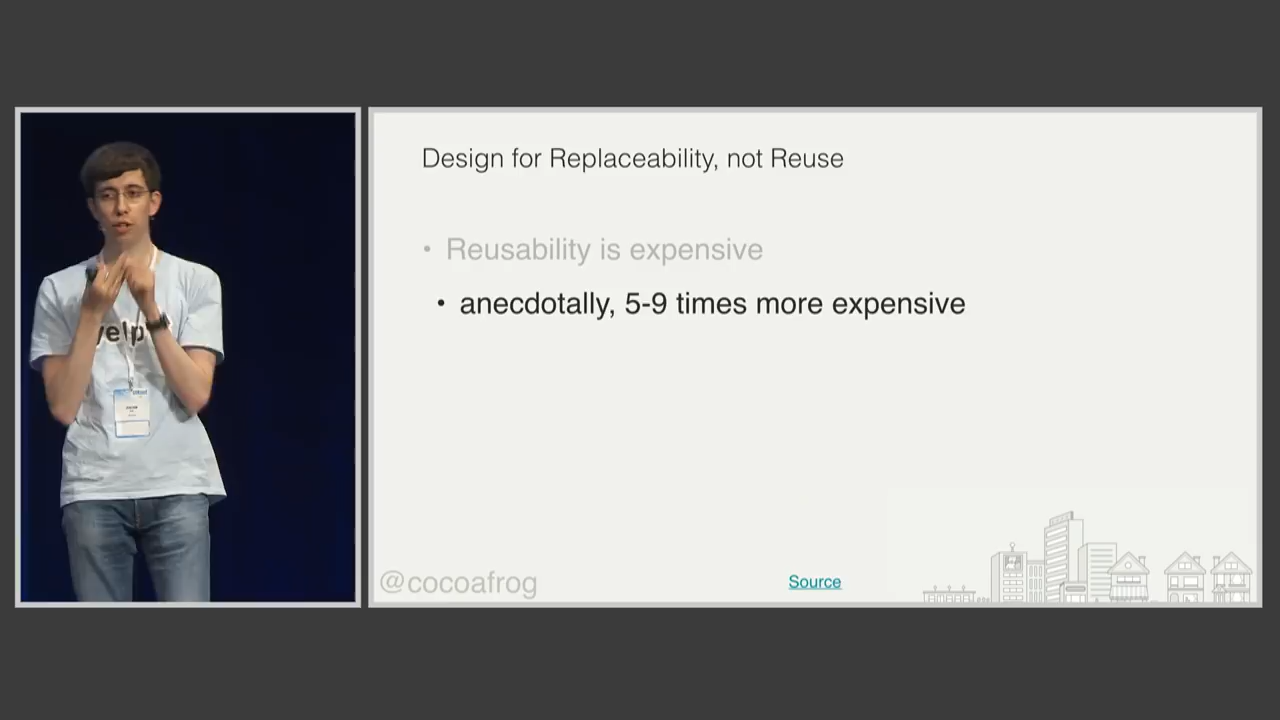 yelp
Design for Replaceability, not Reuse
• Reusability is expensive
• anecdotally, 5-9 times more expensive
@cocoafrog
Source